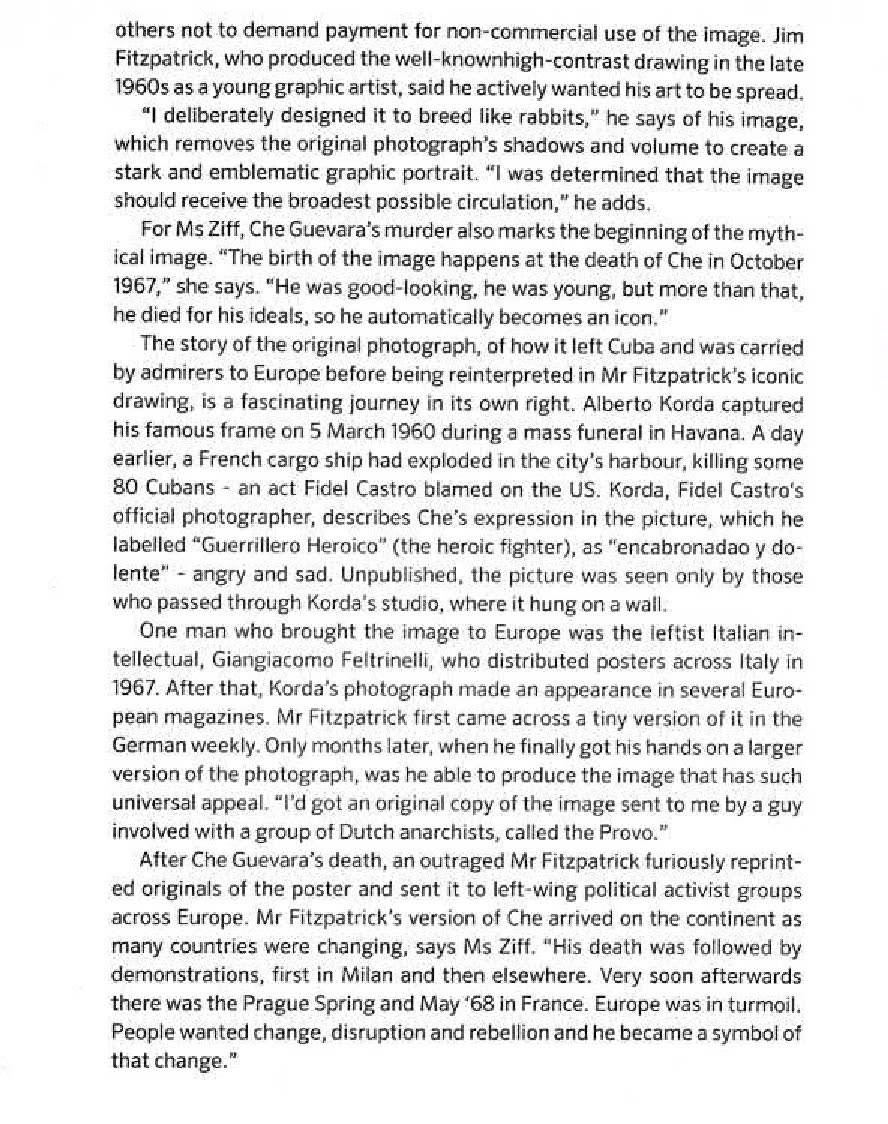 others not to demand payment for non-commercial use of the image. Jim
Fitzpatrick, who produced the well-knownhigh-contrast drawing in the late
1960s as a young graphic artist, said he actively wanted his art to be spread.
“I deliberately designed it to breed like rabbits,” he says of his image,
which removes the original photograph's shadows and volume to create a
stark and emblematic graphic portrait. “I was determined that the image
should receive the broadest possible circulation,” he adds.
For Ms Ziff, Che Guevara's murder also marks the beginning of the myth-
ical image. “The birth of the image happens at the death of Che in October
1967,” she says. “He was good-looking, he was young, but more than that,
he died for his ideals, so he automatically becomes an icon.”
The story of the original photograph, of how it left Cuba and was carried
by admirers to Europe before being reinterpreted in Mr Fitzpatrick's iconic
drawing, is a fascinating journey in its own right. Alberto Korda captured
his famous frame on 5 March 1960 during a mass funeral in Havana. A day
earlier, a French cargo ship had exploded in the city's harbour, killing some
80 Cubans - an act Fidel Castro blamed on the US. Korda, Fidel Castro's
official photographer, describes Che's expression in the picture, which he
labelled “Guerrillero Heroico” (the heroic fighter), as “encabronadao y do-
lente” - angry and sad. Unpublished, the picture was seen only by those
who passed through Korda's studio, where it hung on a wall.
One man who brought the image to Europe was the leftist Italian in-
tellectual, Giangiacomo Feltrinelli, who distributed posters across Italy in
1967. After that, Korda's photograph made an appearance in several Euro-
pean magazines. Mr Fitzpatrick first came across a tiny version of it in the
German weekly. Only months later, when he finally got his hands on a larger
version of the photograph, was he able to produce the image that has such
universal appeal. “I'd got an original copy of the image sent to me by a guy
involved with a group of Dutch anarchists, called the Provo.”
After Che Guevara's death, an outraged Mr Fitzpatrick furiously reprint-
ed originals of the poster and sent it to left-wing political activist groups
across Europe. Mr Fitzpatrick's version of Che arrived on the continent as
many countries were changing, says Ms Ziff. “His death was followed by
demonstrations, first in Milan and then elsewhere. Very soon afterwards
there was the Prague Spring and May ‘68 in France. Europe was in turmoil.
People wanted change, disruption and rebellion and he became a symbol of
that change.”